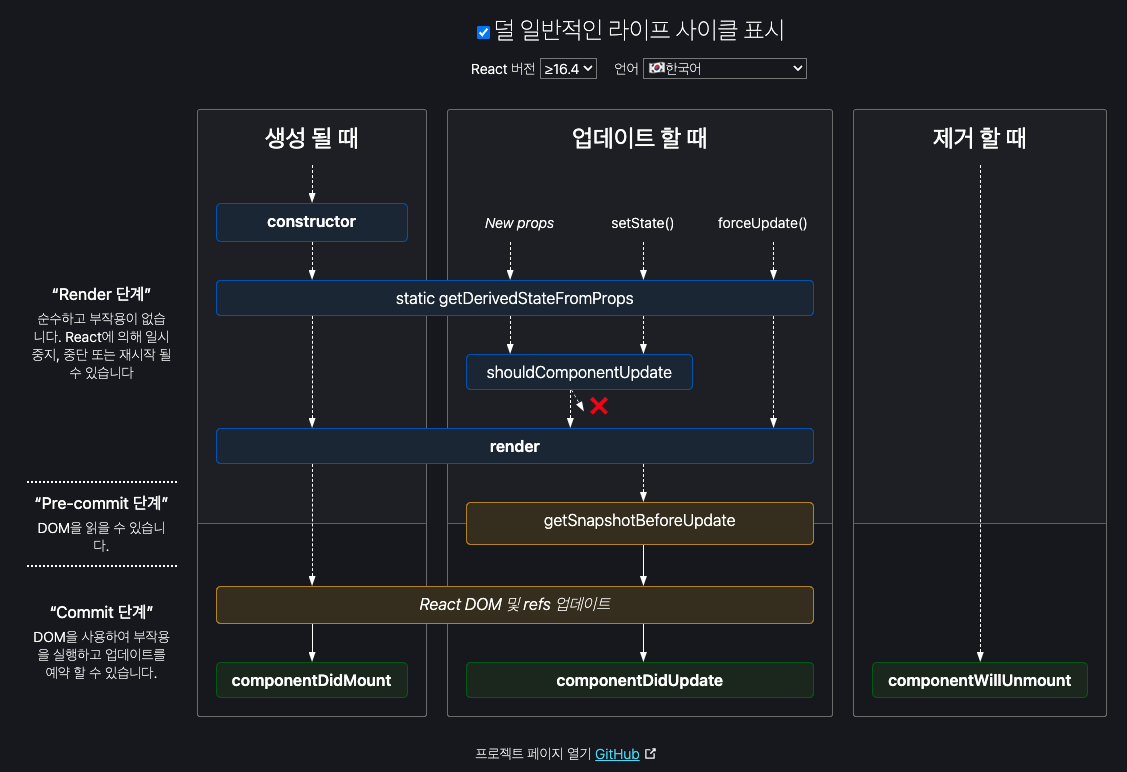 덜 일반적인 라이프 사이클 표시
React 버전 ≥16.4 언어 🇰🇷한국어
생성 될 때
업데이트 할 때
제거 할 때
constructor
New props
setState()
forceUpdate()
“Render 단계”
순수하고 부작용이 없습
니다. React에 의해 일시
중지, 중단 또는 재시작 될
수 있습니다
static getDerivedStateFromProps
shouldComponentUpdate
render
“Pre-commit 단계”
DOM을 읽을 수 있습니
다.
getSnapshotBeforeUpdate
“Commit 단계”
DOM을 사용하여 부작용
을 실행하고 업데이트를
예약 할 수 있습니다.
React DOM 및 refs 업데이트
componentDidMount
componentDidUpdate
componentWillUnmount
프로젝트 페이지 열기 GitHub